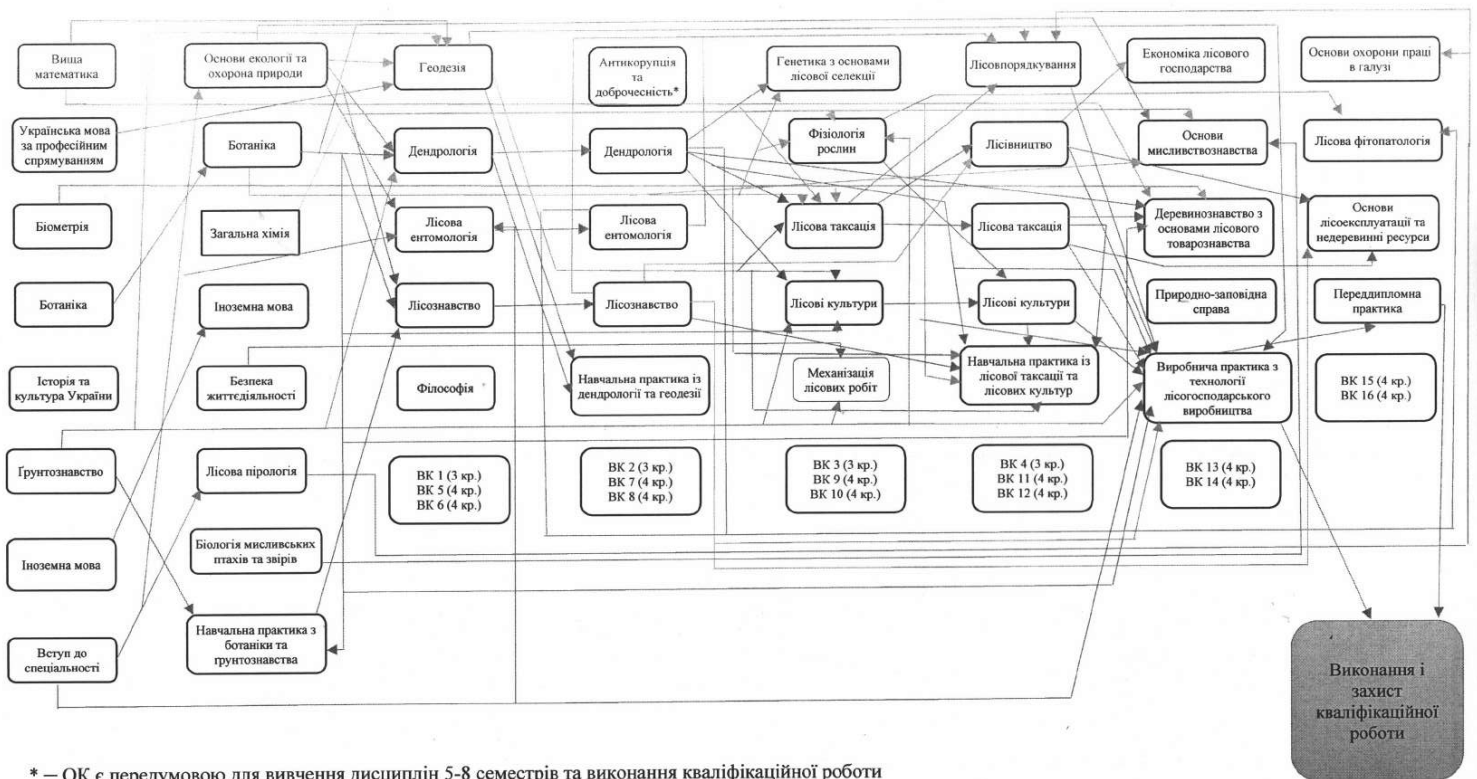 Вища
математика
Українська мова
за професійним
спрямуванням
Біометрія
Ботаніка
Історія та
культура України
Ґрунтознавство
Іноземна мова
Вступ до
спеціальності
Основи екології та
охорона природи
Ботаніка
Загальна хімія
Іноземна мова
Безпека
життєдіяльності
Лісова пірологія
Біологія мисливських
птахів та звірів
Навчальна практика з
ботаніки та
ґрунтознавства
Геодезія
Дендрологія
Лісова
ентомологія
Лісознавство
Філософія
ВК 1 (3 кр.)
ВК 5 (4 кр.)
ВК 6 (4 кр.)
Антикорупція
та
доброчесність*
Дендрологія
Лісова
ентомологія
Лісознавство
Навчальна практика із
дендрології та геодезії
ВК 2 (3 кр.)
ВК 7 (4 кр.)
ВК 8 (4 кр.)
Генетика з основами
лісової селекції
Фізіологія
рослин
Лісова таксація
Лісові культури
Механізація
лісових робіт
ВК 3 (3 кр.)
ВК 9 (4 кр.)
ВК 10 (4 кр.)
Лісовпорядкування
Лісівництво
Лісова таксація
Лісові культури
Навчальна практика із
лісової таксації та
лісових культур
ВК 4 (3 кр.)
ВК 11 (4 кр.)
ВК 12 (4 кр.)
Економіка лісового
господарства
Основи
мисливствознавства
Деревинознавство з
основами лісового
товарознавства
Природно-заповідна
справа
Виробнича практика з
технології
лісогосподарського
виробництва
ВК 13 (4 кр.)
ВК 14 (4 кр.)
Основи охорони праці
в галузі
Лісова фітопатологія
Основи
лісоексплуатації та
недеревинні ресурси
Переддипломна
практика
ВК 15 (4 кр.)
ВК 16 (4 кр.)
Виконання і
захист
кваліфікаційної
роботи
* — ОК є передумовою для вивчення дисциплін 5-8 семестрів та виконання кваліфікаційної роботи